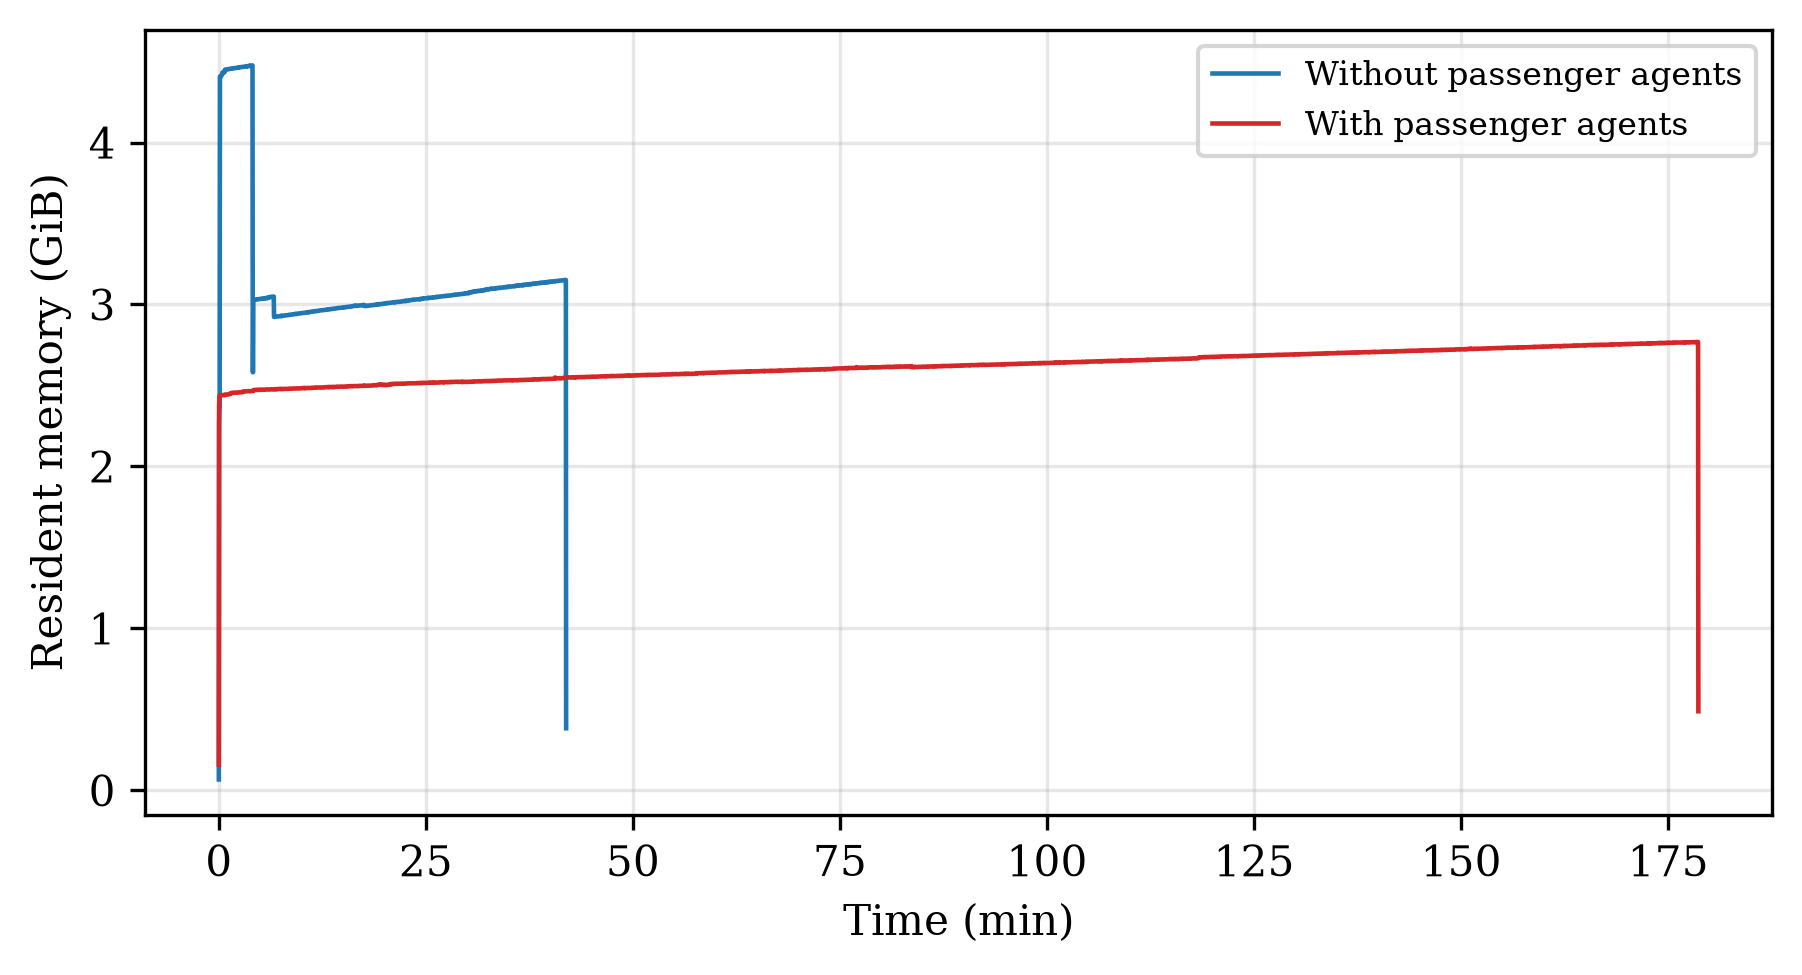 Without passenger agents
With passenger agents
Resident memory (GiB)
4
3
2
1
0
0 25 50 75 100 125 150 175
Time (min)